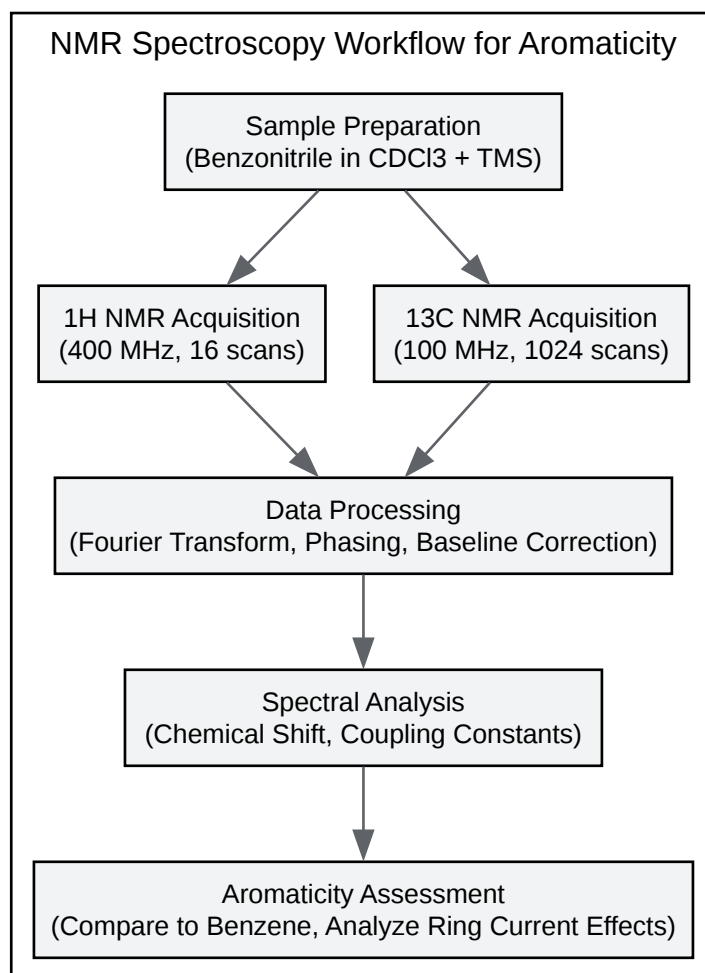 NMR Spectroscopy Workflow for Aromaticity
Sample Preparation
(Benzonitrile in CDCl3 + TMS)
1H NMR Acquisition
(400 MHz, 16 scans)
13C NMR Acquisition
(100 MHz, 1024 scans)
Data Processing
(Fourier Transform, Phasing, Baseline Correction)
Spectral Analysis
(Chemical Shift, Coupling Constants)
Aromaticity Assessment
(Compare to Benzene, Analyze Ring Current Effects)